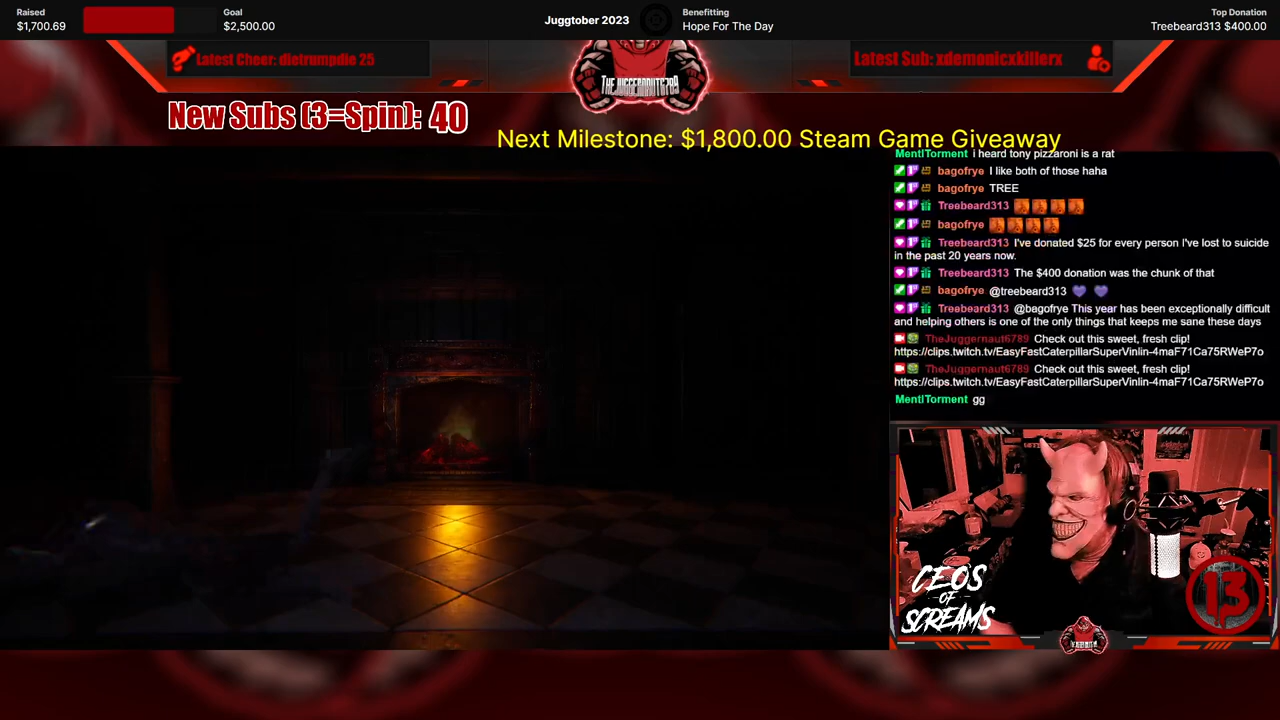 Raised
$1,700.69
Goal
$2,500.00
Juggtober 2023
Benefitting
Hope For The Day
Top Donation
Treebeard313 $400.00
Latest Cheer: dietrumpdie 25
Latest Sub: xdemonicxkillerx
TheJuggernaut6789
New Subs (3=Spin): 40
Next Milestone: $1,800.00 Steam Game Giveaway
MentlTorment i heard tony pizzaroni is a rat
bagofrye I like both of those haha
bagofrye TREE
Treebeard313
bagofrye
Treebeard313 I've donated $25 for every person I've lost to suicide
in the past 20 years now.
Treebeard313 The $400 donation was the chunk of that
bagofrye @treebeard313
Treebeard313 @bagofrye This year has been exceptionally difficult
and helping others is one of the only things that keeps me sane these days
TheJuggernaut6789 Check out this sweet, fresh clip!
https://clips.twitch.tv/EasyFastCaterpillarSuperVinlin-4maF71Ca75RWeP7o
TheJuggernaut6789 Check out this sweet, fresh clip!
https://clips.twitch.tv/EasyFastCaterpillarSuperVinlin-4maF71Ca75RWeP7o
MentlTorment gg
CEOS
OF
SCREAMS
13